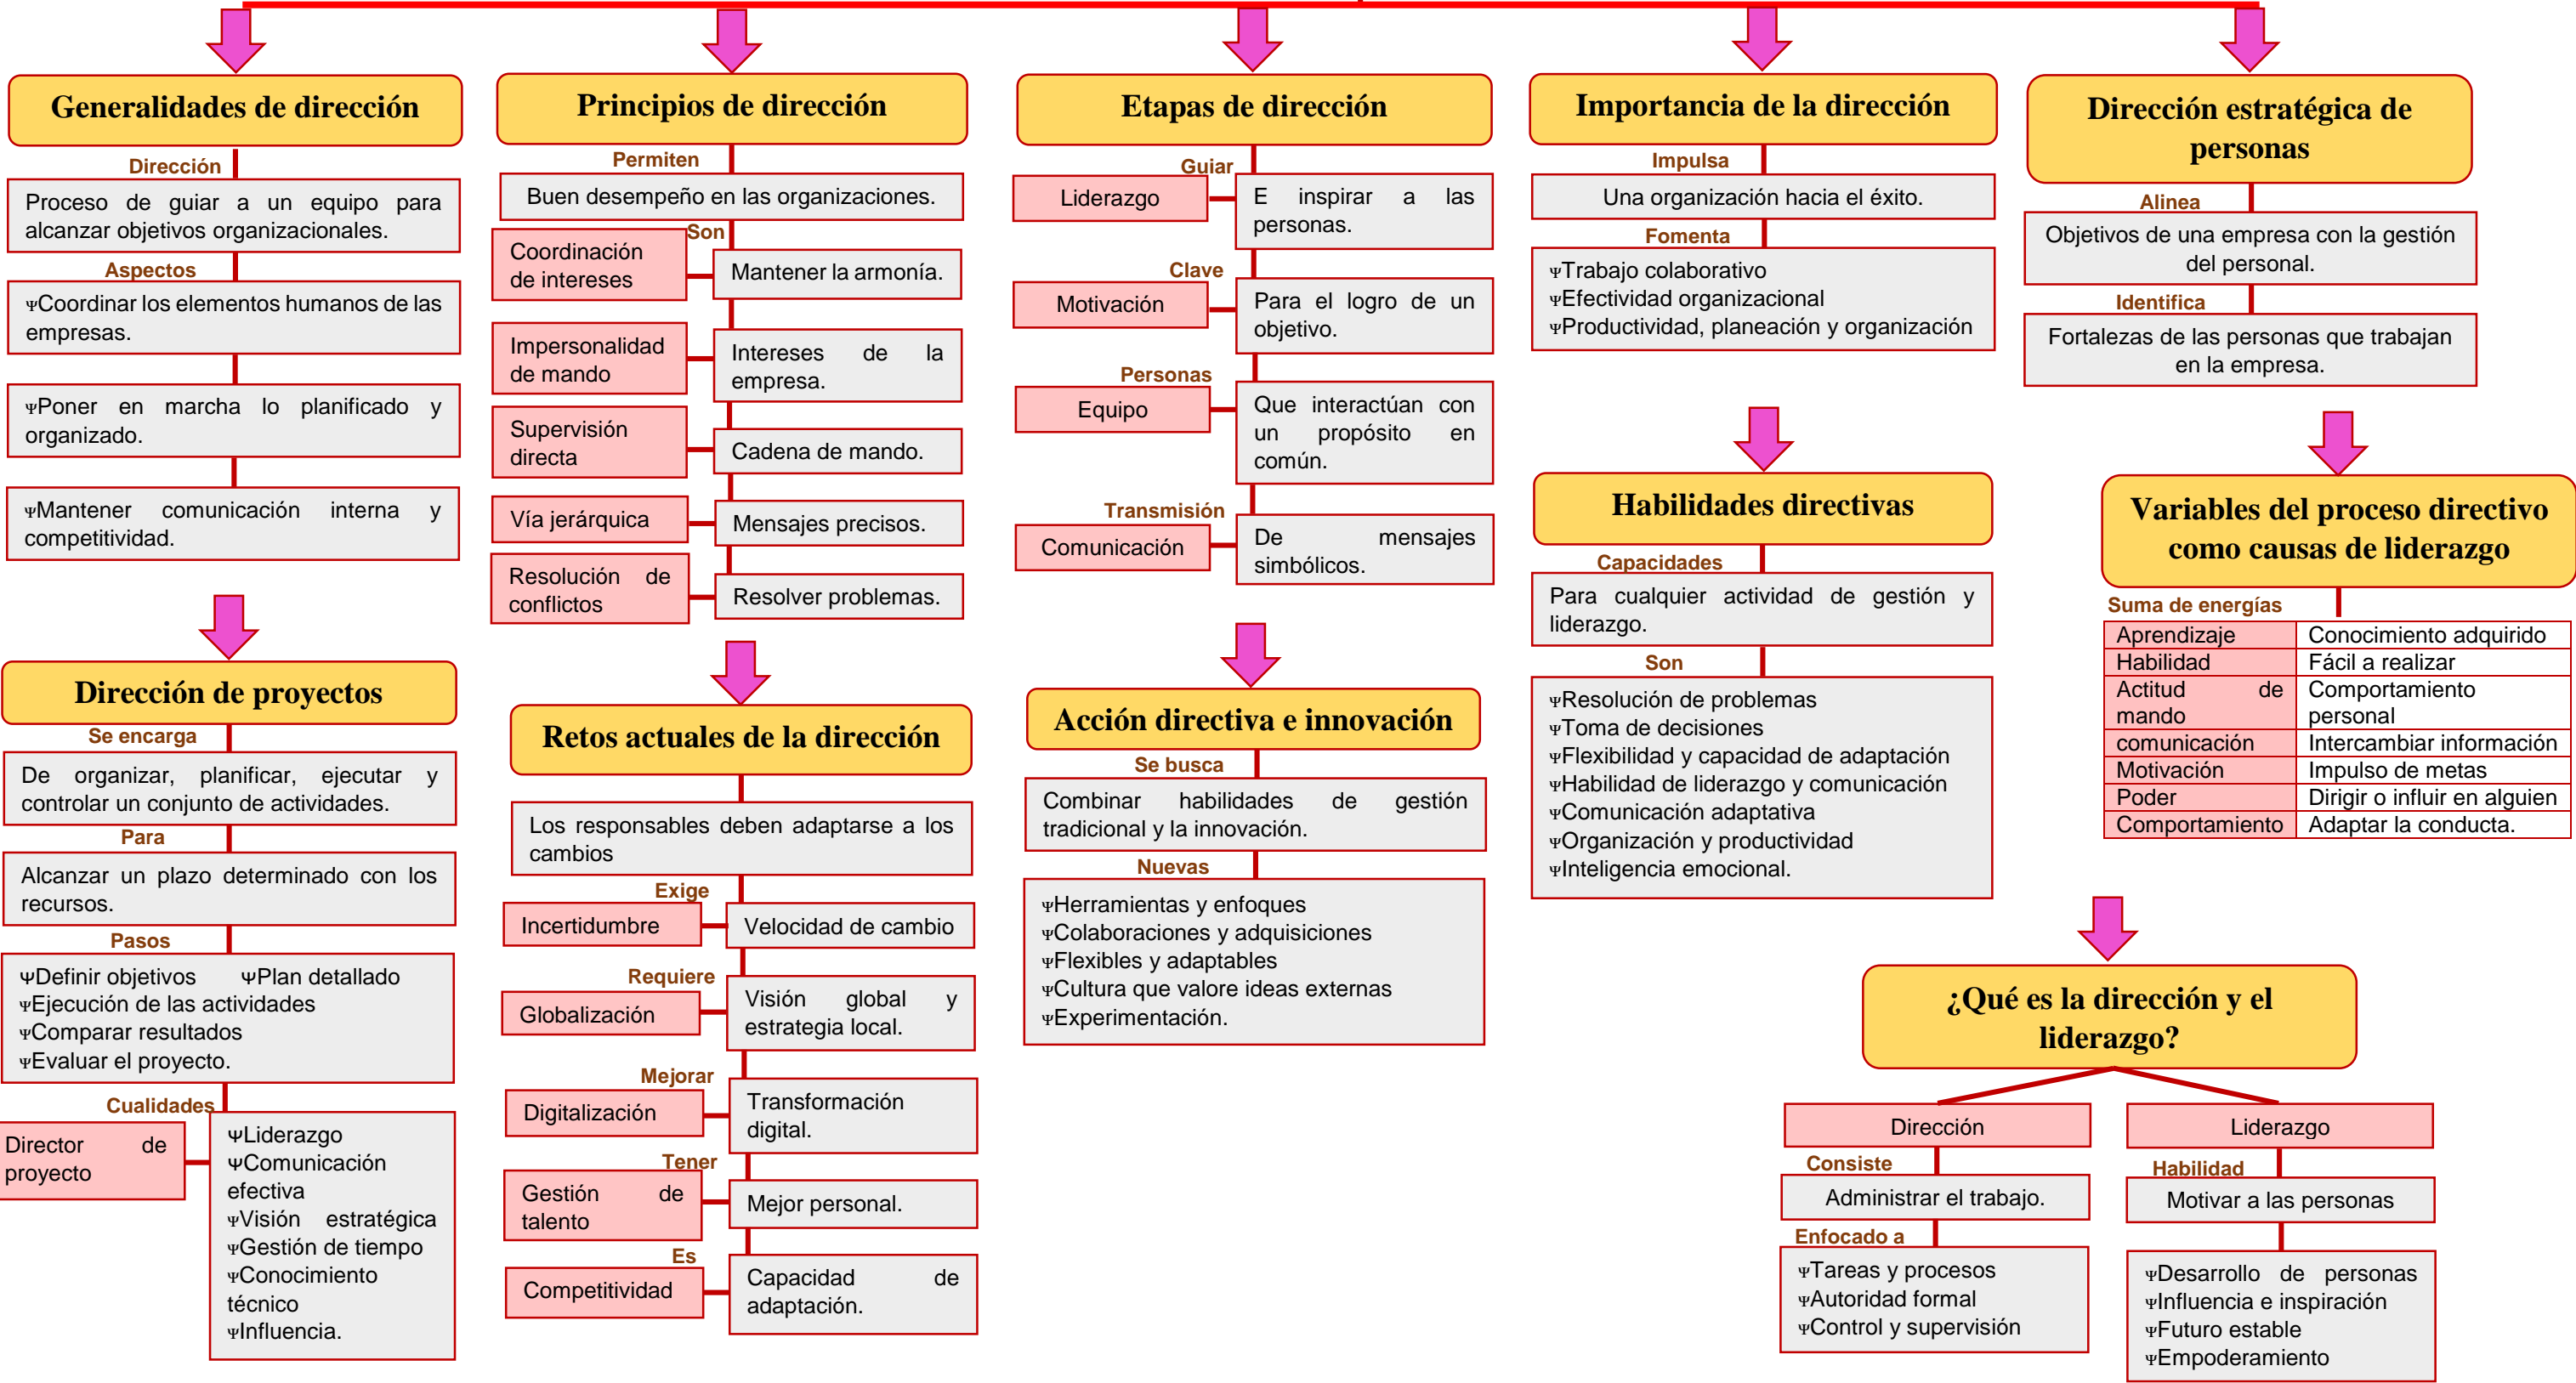 Generalidades de dirección
Dirección
Proceso de guiar a un equipo para
alcanzar objetivos organizacionales.
Aspectos
ΨCoordinar los elementos humanos de las
empresas.
ΨPoner en marcha lo planificado y
organizado.
ΨMantener comunicación interna y
competitividad.
Dirección de proyectos
Se encarga
De organizar, planificar, ejecutar y
controlar un conjunto de actividades.
Para
Alcanzar un plazo determinado con los
recursos.
Pasos
ΨDefinir objetivos ΨPlan detallado
ΨEjecución de las actividades
ΨComparar resultados
ΨEvaluar el proyecto.
Cualidades
Director de
proyecto
ΨLiderazgo
ΨComunicación
efectiva
ΨVisión estratégica
ΨGestión de tiempo
ΨConocimiento
técnico
ΨInfluencia.
Principios de dirección
Permiten
Buen desempeño en las organizaciones.
Son
Coordinación
de intereses
Mantener la armonía.
Impersonalidad
de mando
Intereses de la
empresa.
Supervisión
directa
Cadena de mando.
Vía jerárquica
Mensajes precisos.
Resolución de
conflictos
Resolver problemas.
Retos actuales de la dirección
Los responsables deben adaptarse a los
cambios
Exige
Incertidumbre
Velocidad de cambio
Requiere
Globalización
Visión global y
estrategia local.
Mejorar
Digitalización
Transformación
digital.
Tener
Gestión de
talento
Mejor personal.
Es
Competitividad
Capacidad de
adaptación.
Etapas de dirección
Guiar
Liderazgo
E inspirar a las
personas.
Clave
Motivación
Para el logro de un
objetivo.
Personas
Equipo
Que interactúan con
un propósito en
común.
Transmisión
Comunicación
De mensajes
simbólicos.
Acción directiva e innovación
Se busca
Combinar habilidades de gestión
tradicional y la innovación.
Nuevas
ΨHerramientas y enfoques
ΨColaboraciones y adquisiciones
ΨFlexibles y adaptables
ΨCultura que valore ideas externas
ΨExperimentación.
Importancia de la dirección
Impulsa
Una organización hacia el éxito.
Fomenta
ΨTrabajo colaborativo
ΨEfectividad organizacional
ΨProductividad, planeación y organización
Habilidades directivas
Capacidades
Para cualquier actividad de gestión y
liderazgo.
Son
ΨResolución de problemas
ΨToma de decisiones
ΨFlexibilidad y capacidad de adaptación
ΨHabilidad de liderazgo y comunicación
ΨComunicación adaptativa
ΨOrganización y productividad
ΨInteligencia emocional.
Dirección estratégica de
personas
Alinea
Objetivos de una empresa con la gestión
del personal.
Identifica
Fortalezas de las personas que trabajan
en la empresa.
Variables del proceso directivo
como causas de liderazgo
Suma de energías
Aprendizaje Conocimiento adquirido
Habilidad Fácil a realizar
Actitud de Comportamiento
mando personal
comunicación Intercambiar información
Motivación Impulso de metas
Poder Dirigir o influir en alguien
Comportamiento Adaptar la conducta.
¿Qué es la dirección y el
liderazgo?
Dirección
Consiste
Administrar el trabajo.
Enfocado a
ΨTareas y procesos
ΨAutoridad formal
ΨControl y supervisión
Liderazgo
Habilidad
Motivar a las personas
ΨDesarrollo de personas
ΨInfluencia e inspiración
ΨFuturo estable
ΨEmpoderamiento